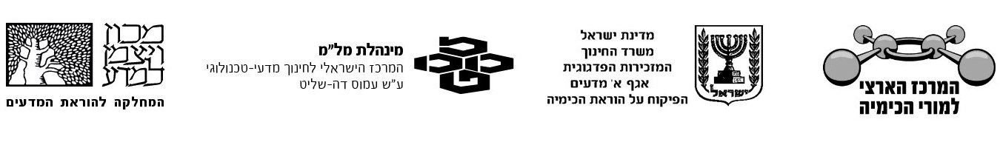 המרכז הארצי
למורי הכימיה
מדינת ישראל
משרד החינוך
המזכירות הפדגוגית
אגף א' מדעים
הפיקוח על הוראת הכימיה
ישראל
מינהלת מל"מ
המרכז הישראלי לחינוך מדעי-טכנולוגי
ע"ש עמוס דה-שליט
מכון
ויצמן
למדע
המחלקה להוראת המדעים